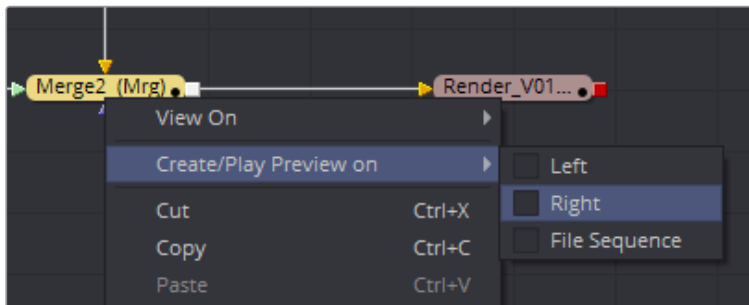 Merge2 (Mrg)
Render_V01...
View On
Create/Play Preview on
Left
Right
File Sequence
Cut Ctrl+X
Copy Ctrl+C
Paste Ctrl+V